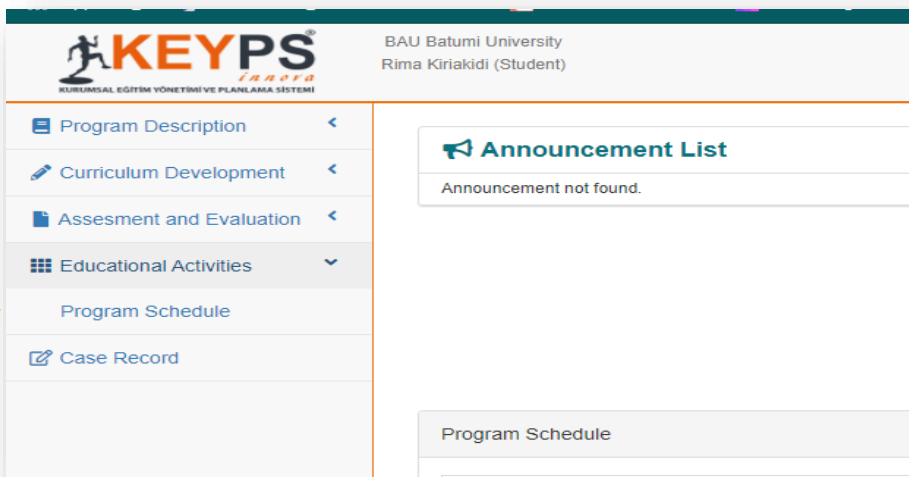 KEYPS®
innova
KURUMSAL EĞİTİM YÖNETİMİ VE PLANLAMA SİSTEMİ
BAU Batumi University
Rima Kiriakidi (Student)
Program Description
Curriculum Development
Assesment and Evaluation
Educational Activities
Program Schedule
Case Record
Announcement List
Announcement not found.
Program Schedule